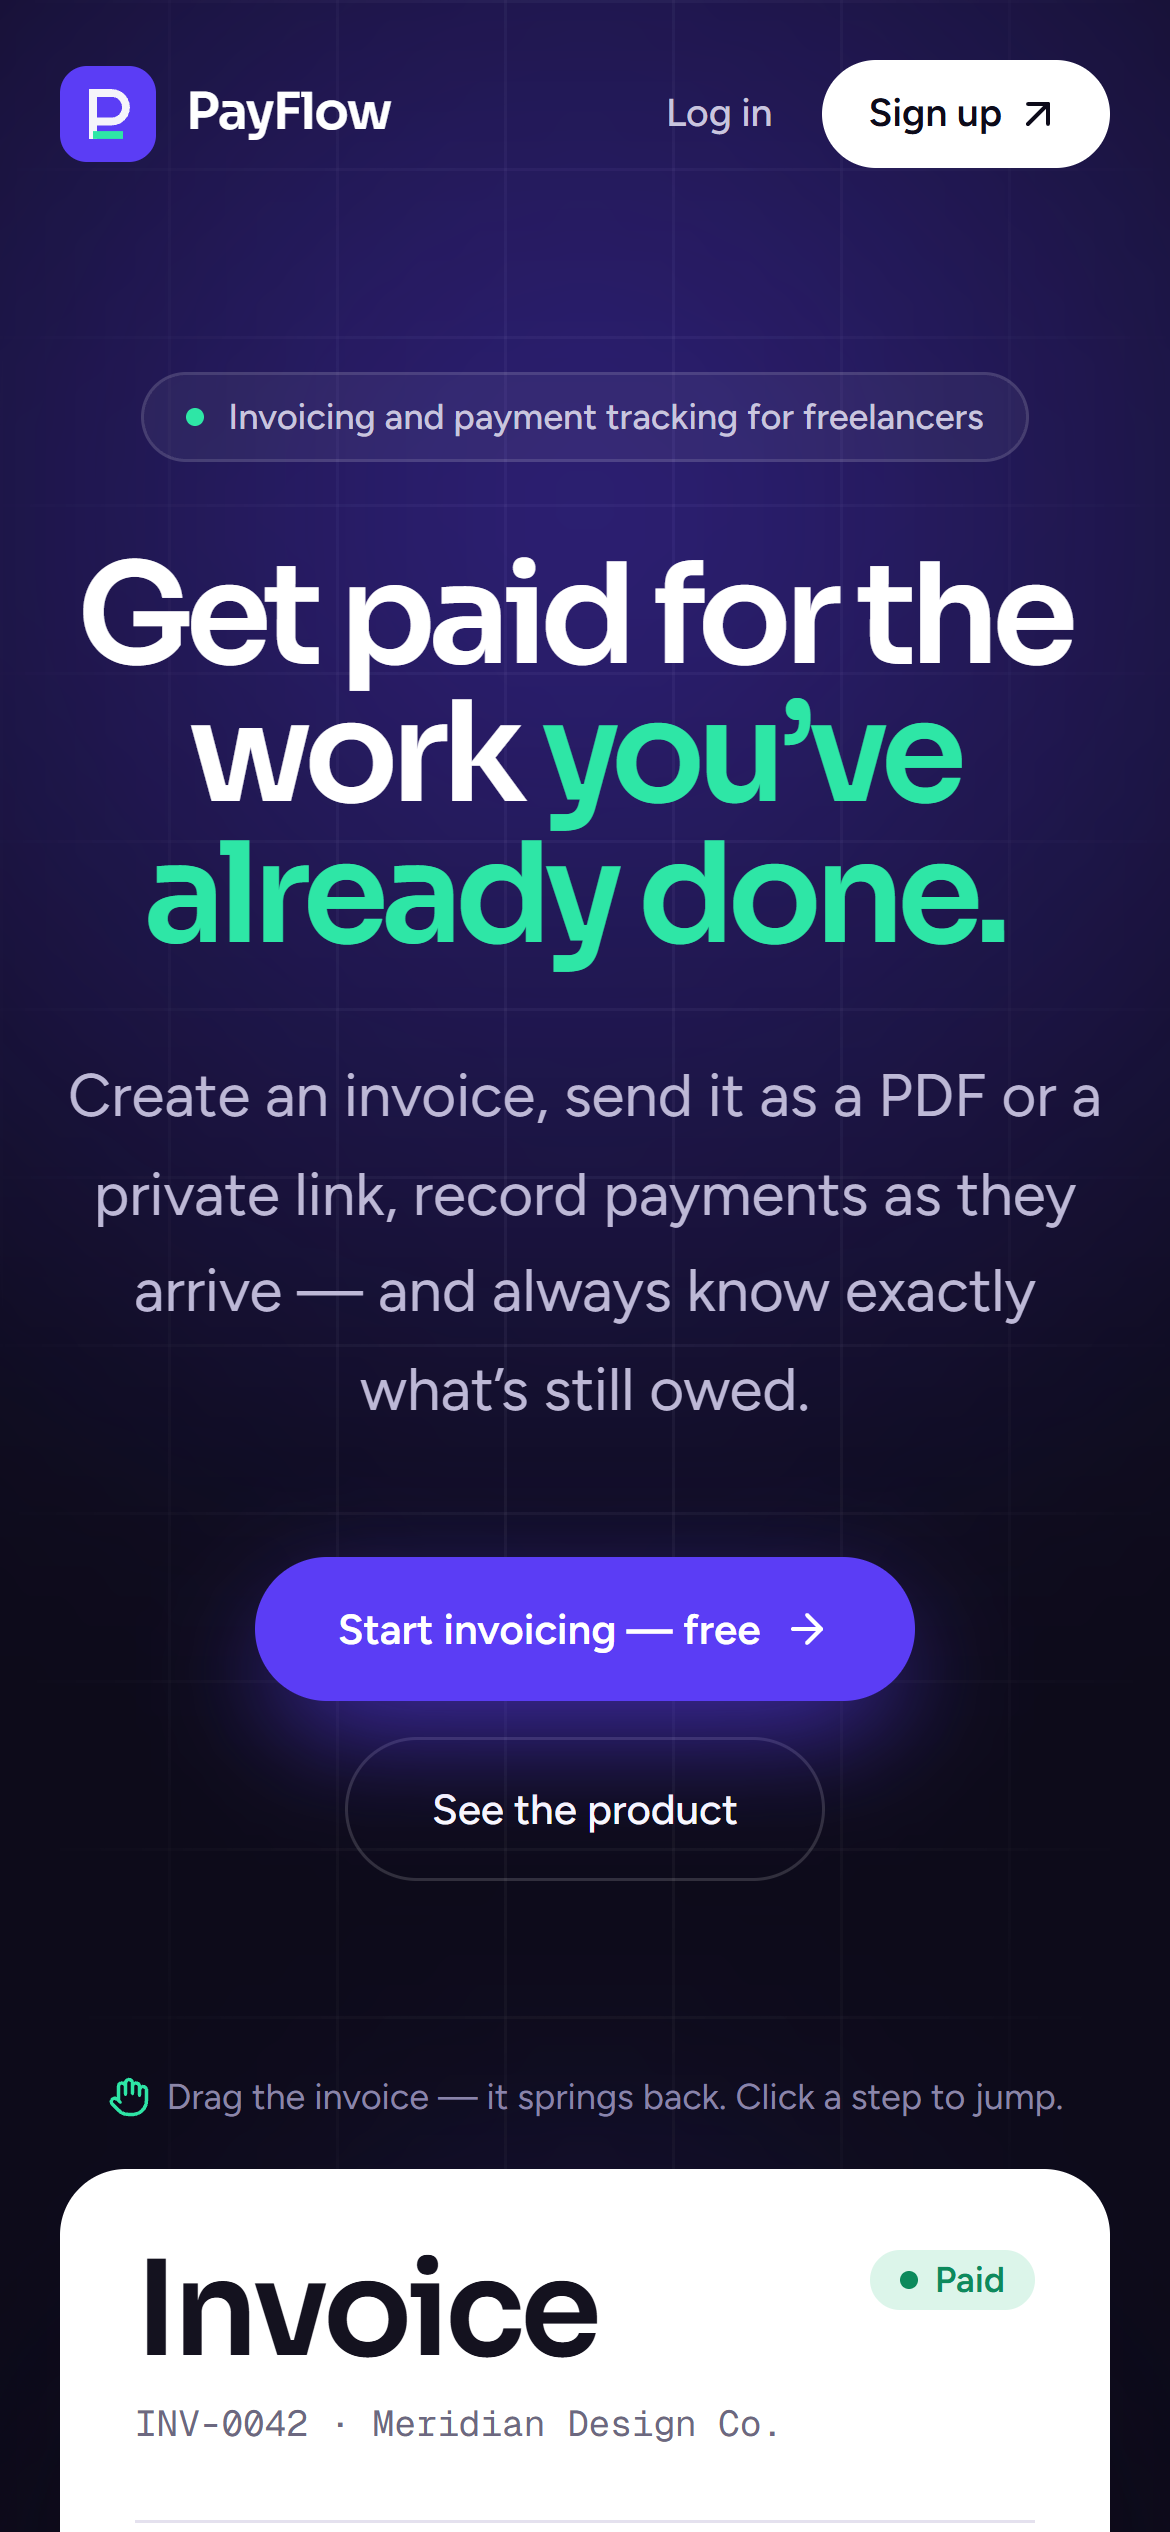 PayFlow
Log in
Sign up
Invoicing and payment tracking for freelancers
Get paid for the
work you’ve
already done.
Create an invoice, send it as a PDF or a
private link, record payments as they
arrive — and always know exactly
what’s still owed.
Start invoicing — free
See the product
Drag the invoice — it springs back. Click a step to jump.
Invoice
Paid
INV-0042 · Meridian Design Co.